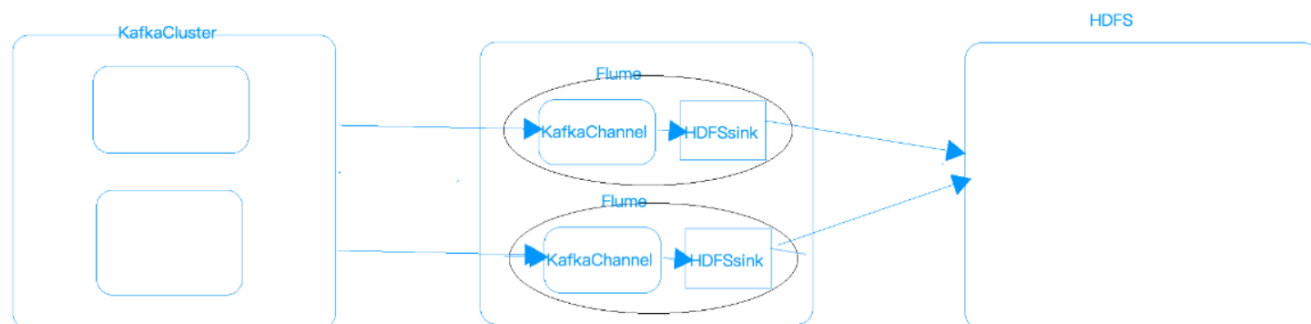 KafkaCluster
HDFS
Flume
KafkaChannel
HDFSsink
Flume
KafkaChannel
HDFSsink